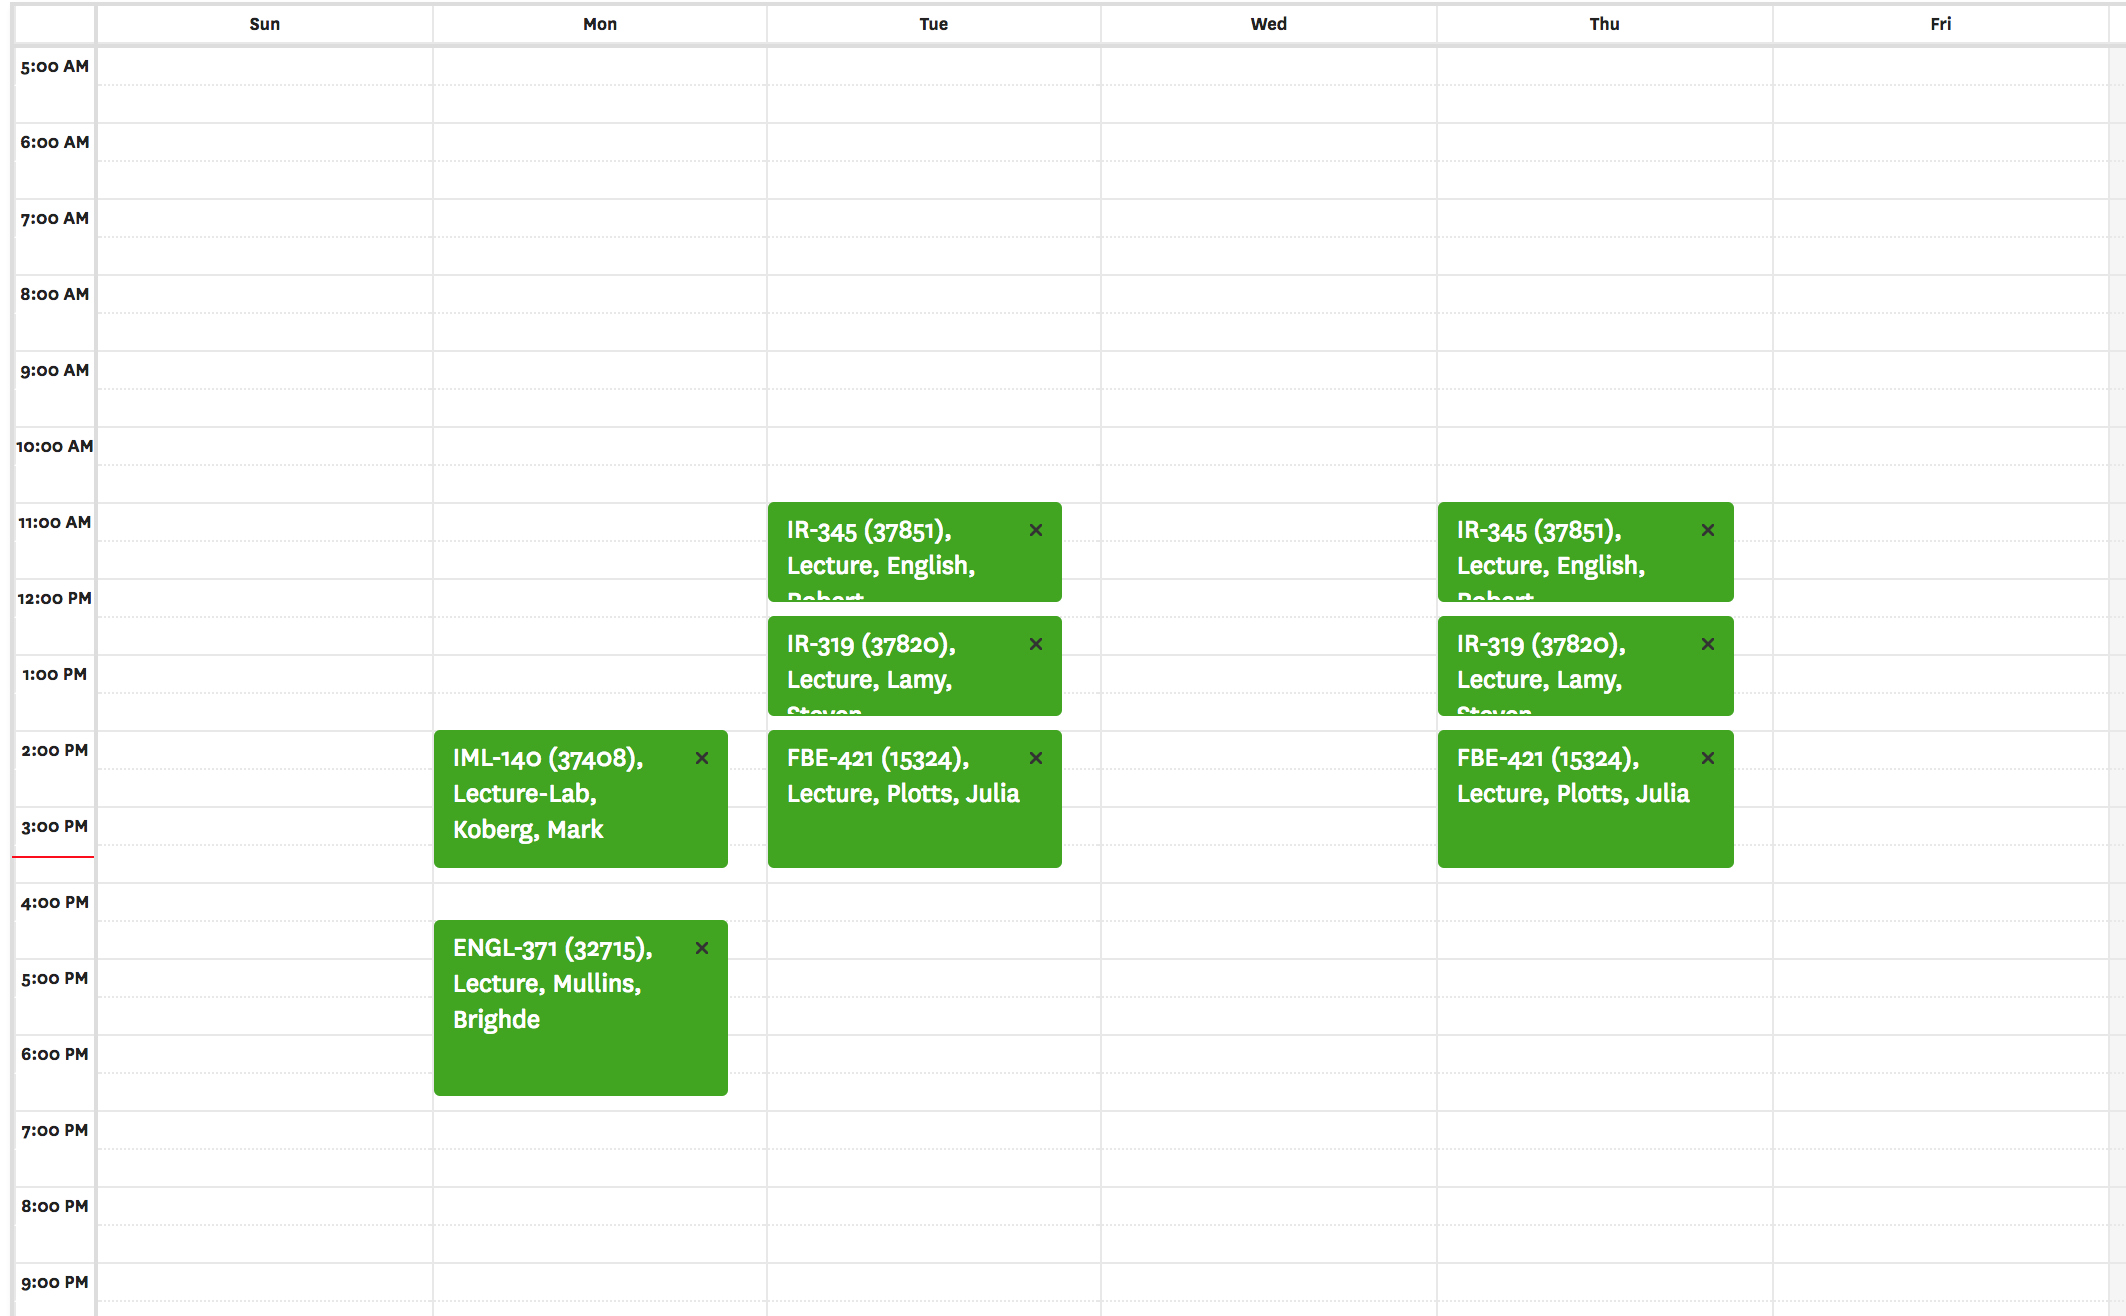 Sun Mon Tue Wed Thu Fri
5:00 AM
6:00 AM
7:00 AM
8:00 AM
9:00 AM
10:00 AM
11:00 AM
12:00 PM
1:00 PM
2:00 PM
3:00 PM
4:00 PM
5:00 PM
6:00 PM
7:00 PM
8:00 PM
9:00 PM
IML-140 (37408),
Lecture-Lab,
Koberg, Mark
ENGL-371 (32715),
Lecture, Mullins,
Brighde
IR-345 (37851),
Lecture, English,
Robert
IR-319 (37820),
Lecture, Lamy,
Steven
FBE-421 (15324),
Lecture, Plotts, Julia
IR-345 (37851),
Lecture, English,
Robert
IR-319 (37820),
Lecture, Lamy,
Steven
FBE-421 (15324),
Lecture, Plotts, Julia